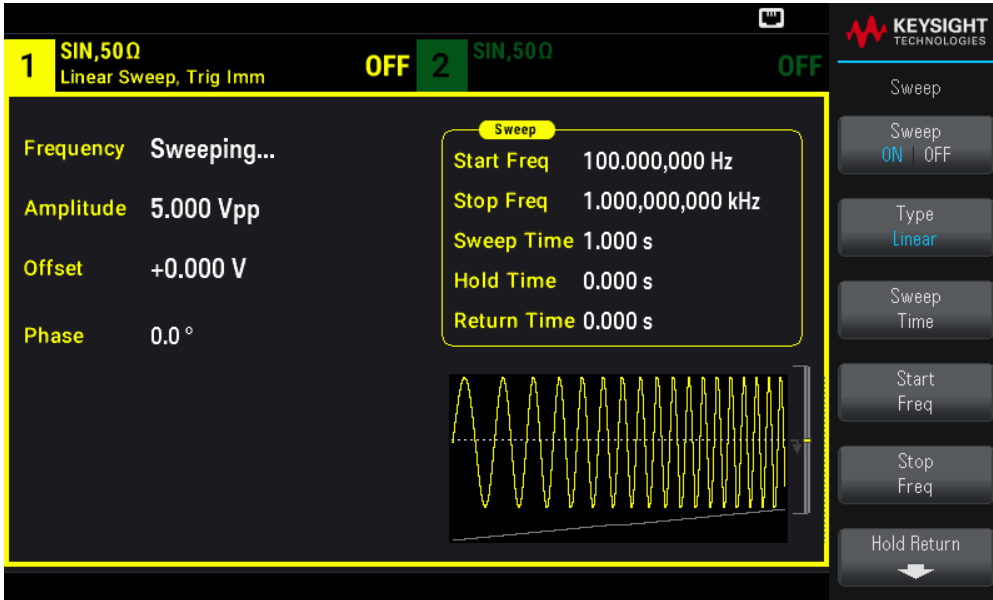 KEYSIGHT
TECHNOLOGIES
1
SIN,50Ω
Linear Sweep, Trig Imm
OFF
2
SIN,50Ω
OFF
Frequency Sweeping...
Amplitude 5.000 Vpp
Offset +0.000 V
Phase 0.0 °
Sweep
Start Freq 100.000,000 Hz
Stop Freq 1.000,000,000 kHz
Sweep Time 1.000 s
Hold Time 0.000 s
Return Time 0.000 s
Sweep
Sweep
ON | OFF
Type
Linear
Sweep
Time
Start
Freq
Stop
Freq
Hold Return